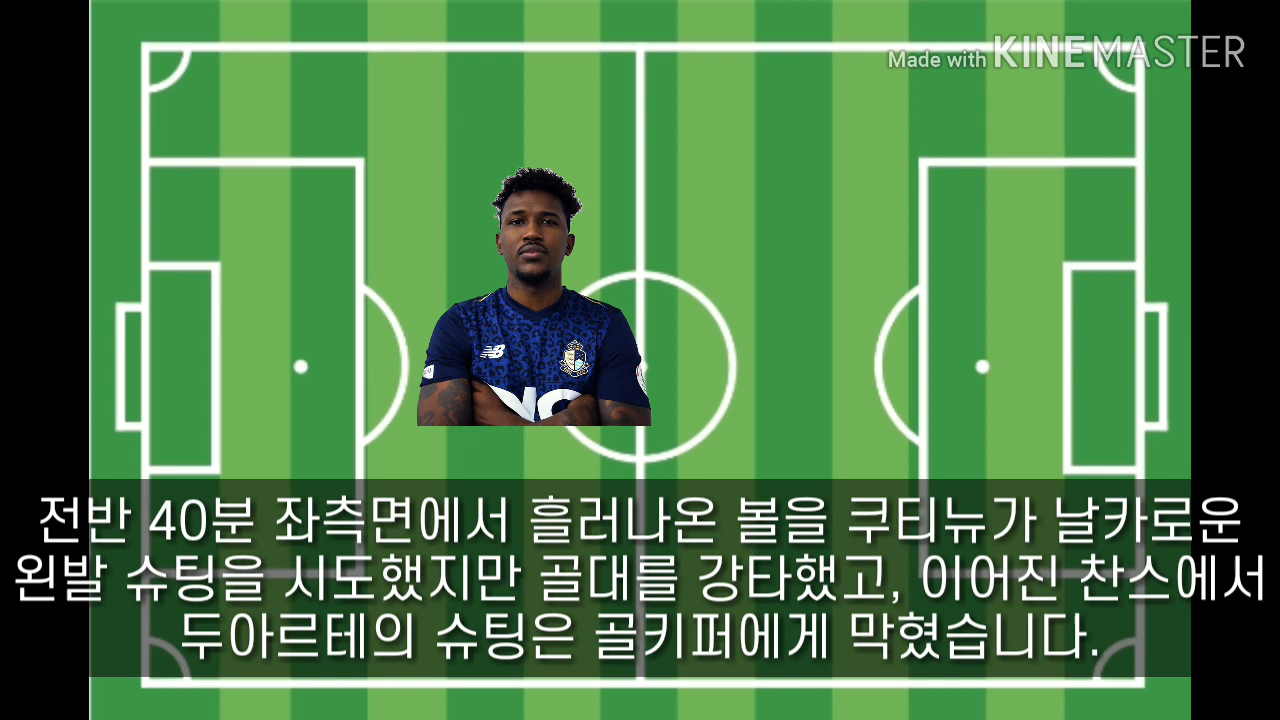 Made with KINEMASTER
전반 40분 좌측면에서 흘러나온 볼을 쿠티뉴가 날카로운
왼발 슈팅을 시도했지만 골대를 강타했고, 이어진 찬스에서
두아르테의 슈팅은 골키퍼에게 막혔습니다.